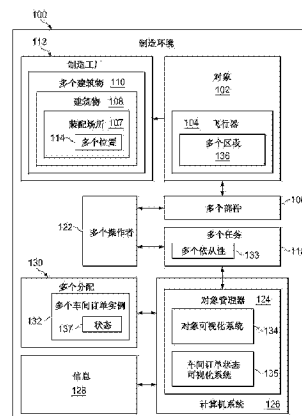 100
制造环境
112
制造工厂
多个建筑物 110
建筑物 108
装配场所 107
114
多个位置
对象
102
104 飞行器
多个区段
136
122
多个操作者
多个部件
106
多个任务
多个依从性
133
118
130
多个分配
132
多个车间订单实例
137
状态
信息
128
对象管理器 124
对象可视化系统
134
车间订单状态
可视化系统
135
计算机系统 126